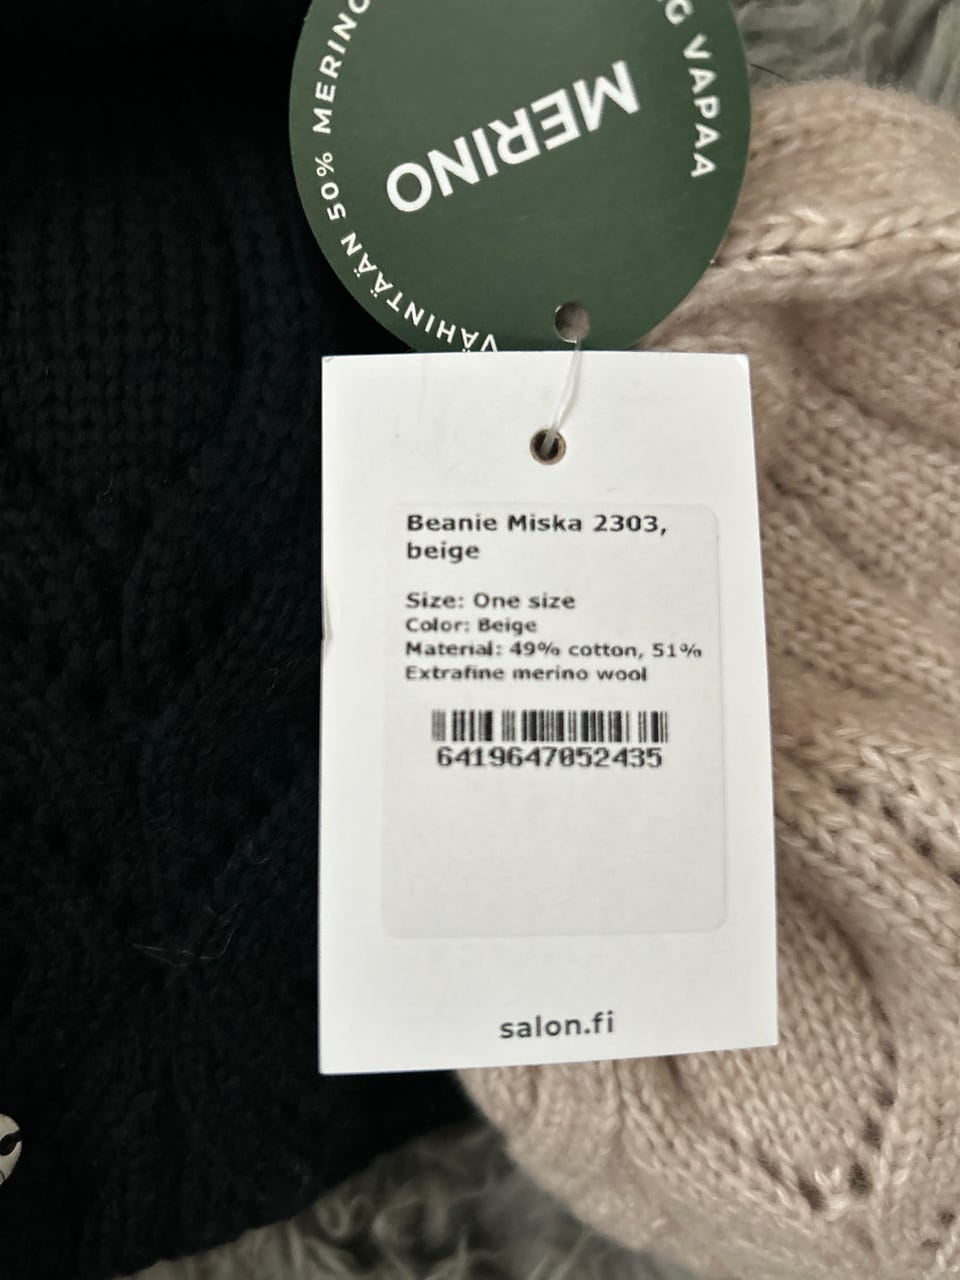 VÄHINTÄÄN 50% MERINO
VAPAA
MERINO
Beanie Miska 2303,
beige
Size: One size
Color: Beige
Material: 49% cotton, 51%
Extrafine merino wool
6419647052435
salon.fi